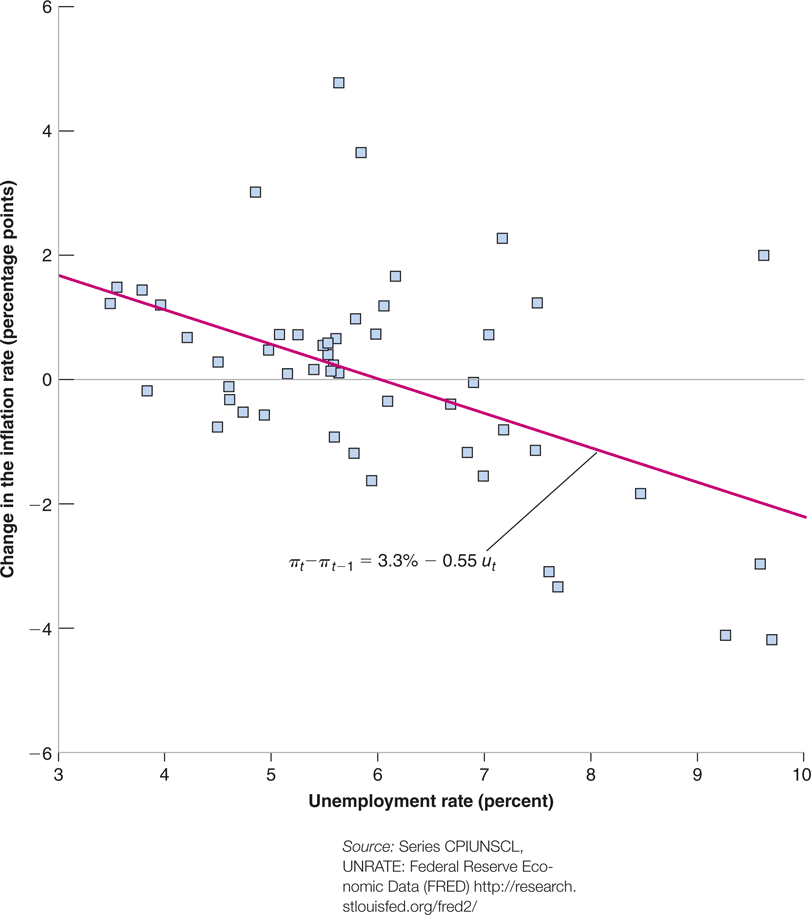 6
4
2
0
−2
−4
−6
Change in the inflation rate (percentage points)
πt−πt−1 = 3.3% − 0.55 ut
3 4 5 6 7 8 9 10
Unemployment rate (percent)
Source: Series CPIUNSCL,
UNRATE: Federal Reserve Eco-
nomic Data (FRED) http://research.
stlouisfed.org/fred2/